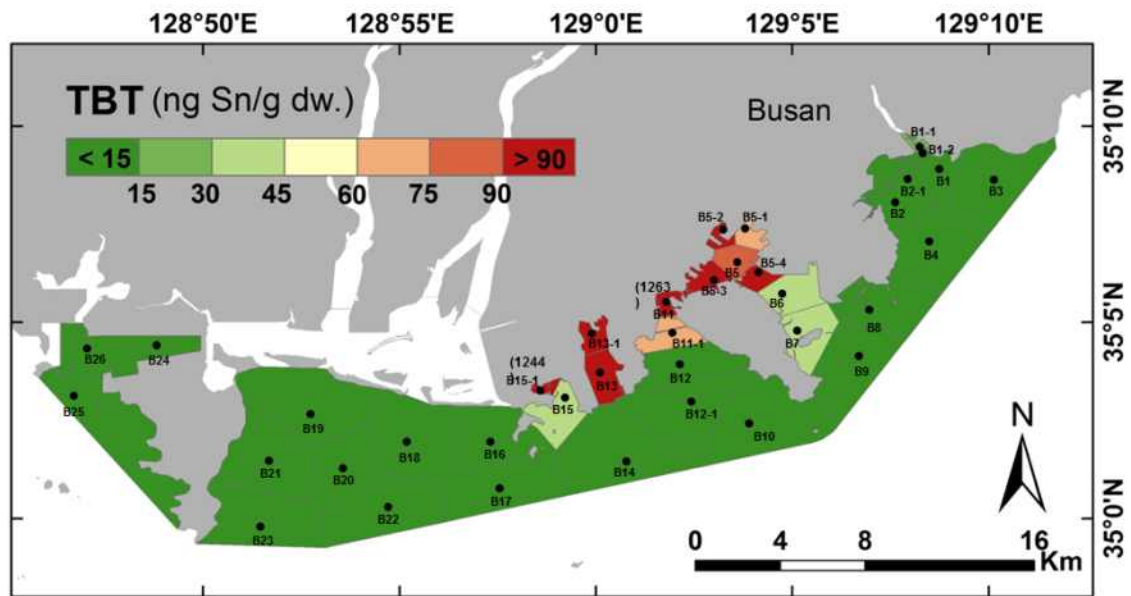 128°50'E 128°55'E 129°0'E 129°5'E 129°10'E
TBT (ng Sn/g dw.)
< 15 > 90
15 30 45 60 75 90
Busan
35°10'N
35°5'N
35°0'N
B1-1
B1-2
B1
B3
B2-1
B2
B4
B5-2 B5-1
B5 B5-4
B5-3
B6
(1263
)
B11
B7
B8
B13-1
B11-1
B26 B24
B9
(1244
)
B15-1
B13
B12
B25
B15
B12-1
B19
B10
B18 B16
B21
B20
B14
B17
B22
B23
N
0 4 8 16
Km